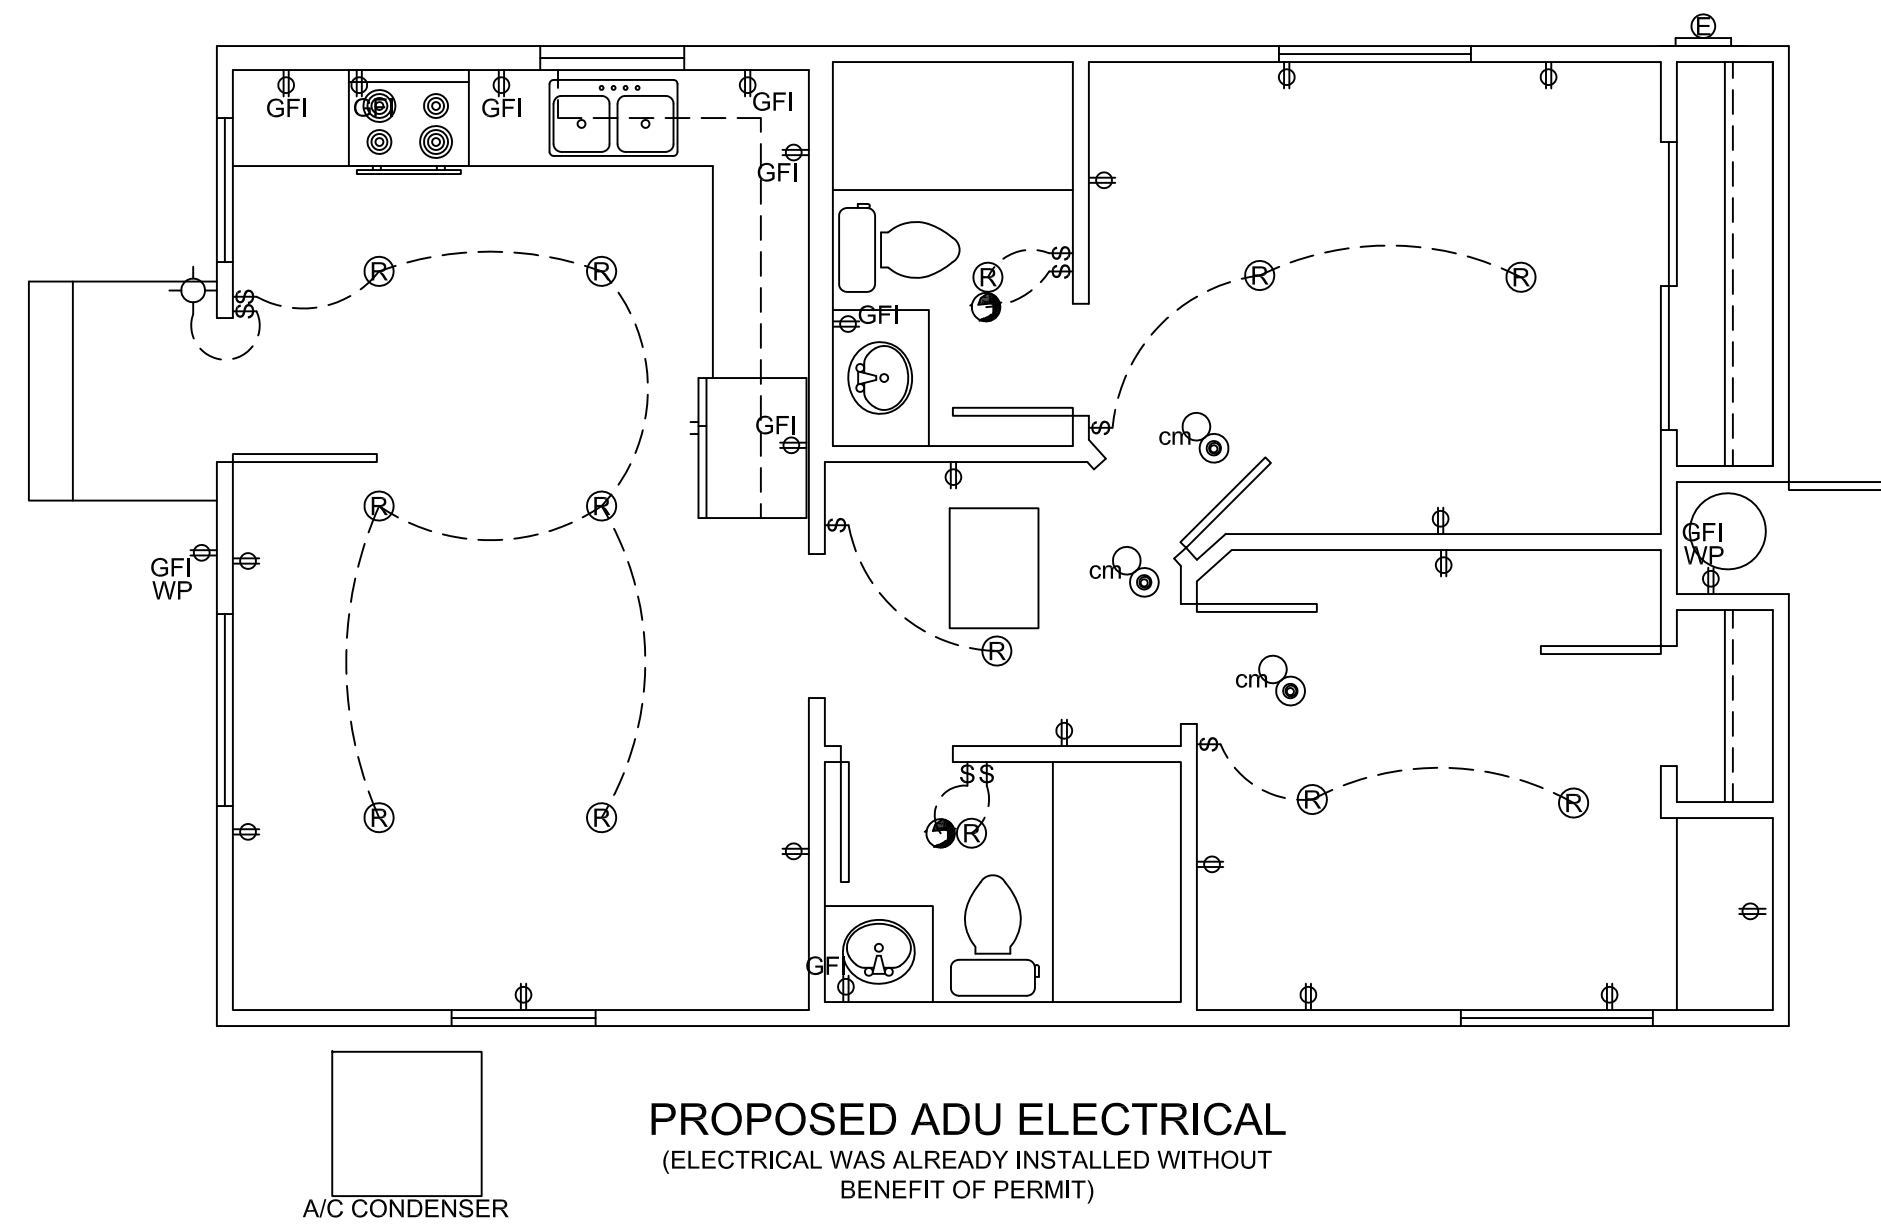 E
GFI
GFI
GFI
GFI
GFI
R
R
$
$
$
$
R
R
R
GFI
$
GFI
$
cm
R
R
$
GFI
WP
GFI
WP
cm
R
cm
$
$
$
R
R
R
R
R
GFI
PROPOSED ADU ELECTRICAL
(ELECTRICAL WAS ALREADY INSTALLED WITHOUT
BENEFIT OF PERMIT)
A/C CONDENSER